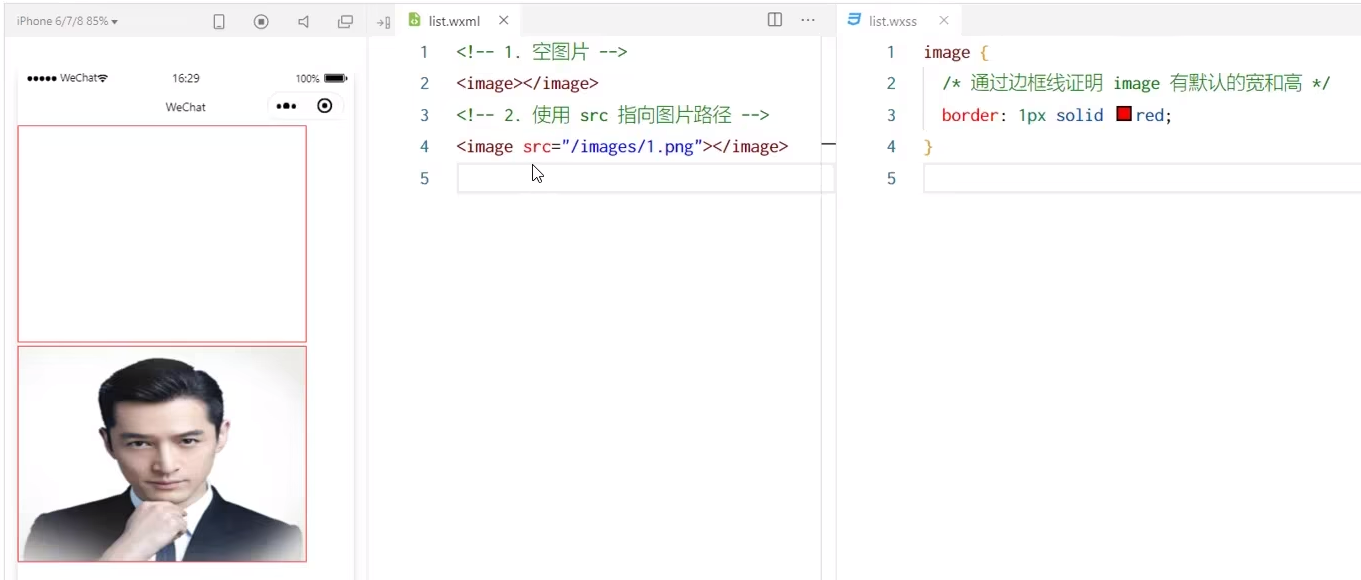 iPhone 6/7/8 85%
WeChat
16:29
100%
WeChat
list.wxml
1 <!-- 1. 空图片 -->
2 <image></image>
3 <!-- 2. 使用 src 指向图片路径 -->
4 <image src="/images/1.png"></image>
5
list.wxss
1 image {
2 /* 通过边框线证明 image 有默认的宽和高 */
3 border: 1px solid red;
4 }
5